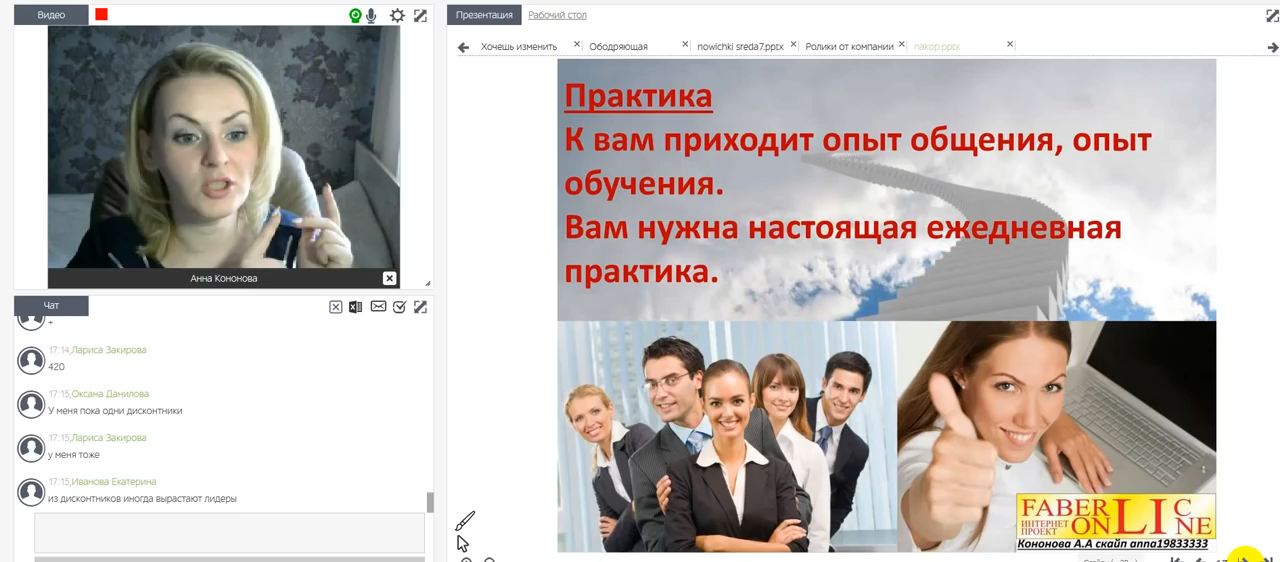 Видео
Анна Кононова
Чат
+
17:14,Лариса Закирова
420
17:15,Оксана Данилова
У меня пока одни дисконтники
17:15,Лариса Закирова
у меня тоже
17:15,Иванова Екатерина
из дисконтников иногда вырастают лидеры
Презентация Рабочий стол
Хочешь изменить Ободряющая nowichki sreda7.pptx Ролики от компании nakop.pptx
Практика
К вам приходит опыт общения, опыт
обучения.
Вам нужна настоящая ежедневная
практика.
FABERLIC
ИНТЕРНЕТ
ПРОЕКТ
ONLINE
Кононова А.А скайп anna19833333